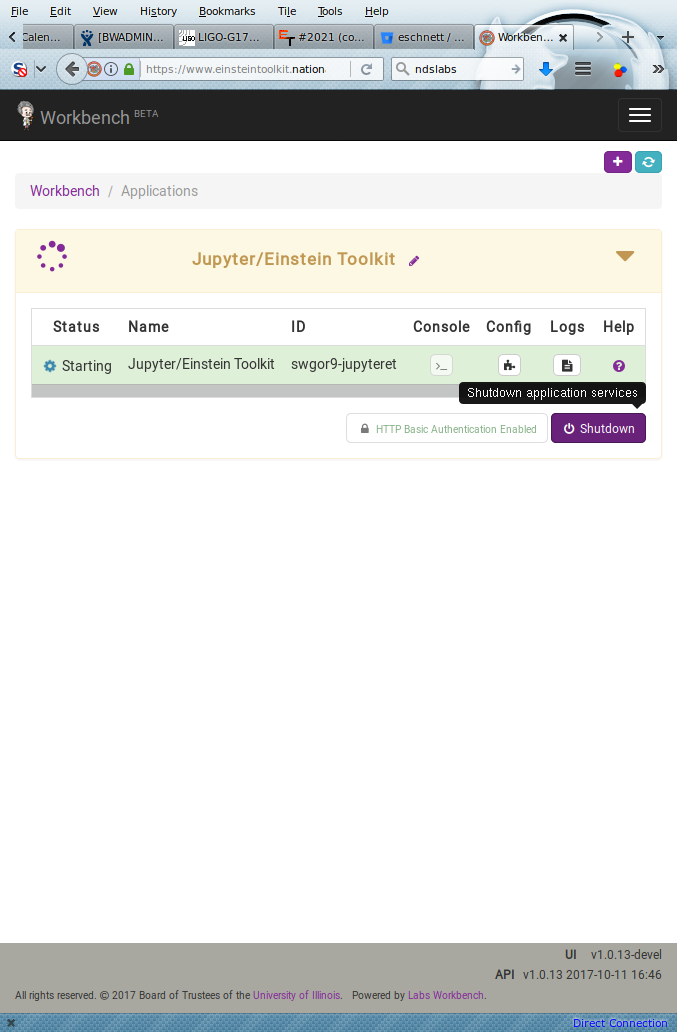 File Edit View History Bookmarks Tile Tools Help
Calen... [BWADMIN... LIGO-G17... #2021 (co... eschnett / ... Workben...
https://www.einsteintoolkit.nationa ndslabs
Workbench BETA
Workbench / Applications
Jupyter/Einstein Toolkit
Status Name ID Console Config Logs Help
Starting Jupyter/Einstein Toolkit swgor9-jupyteret
Shutdown application services
HTTP Basic Authentication Enabled Shutdown
UI v1.0.13-devel
API v1.0.13 2017-10-11 16:46
All rights reserved. © 2017 Board of Trustees of the University of Illinois. Powered by Labs Workbench.
Direct Connection